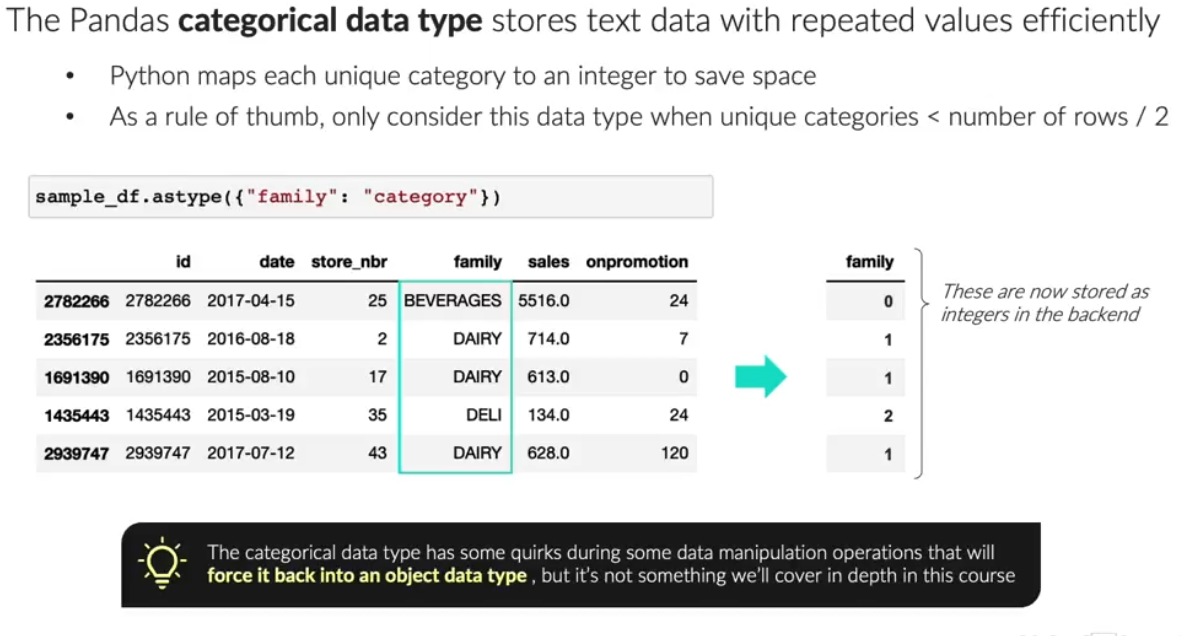 The Pandas categorical data type stores text data with repeated values efficiently
• Python maps each unique category to an integer to save space
• As a rule of thumb, only consider this data type when unique categories < number of rows / 2
sample_df.astype({"family": "category"})
id date store_nbr family sales onpromotion
2782266 2782266 2017-04-15 25 BEVERAGES 5516.0 24
2356175 2356175 2016-08-18 2 DAIRY 714.0 7
1691390 1691390 2015-08-10 17 DAIRY 613.0 0
1435443 1435443 2015-03-19 35 DELI 134.0 24
2939747 2939747 2017-07-12 43 DAIRY 628.0 120
family
0
1
1
2
1
These are now stored as
integers in the backend
The categorical data type has some quirks during some data manipulation operations that will
force it back into an object data type , but it's not something we'll cover in depth in this course